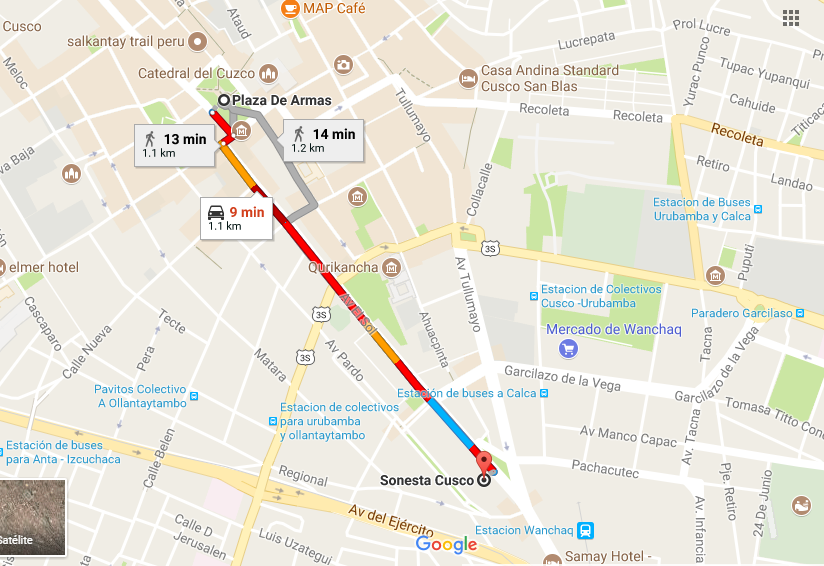 MAP Café
Cusco
salkantay trail peru
Prol Lucre
Lucrepata
Yurac Punco
Tupac Yupanqui
Catedral del Cuzco
Casa Andina Standard
Cusco San Blas
Meloc
Cahuide
Titicaca
Plaza De Armas
Tullumayo
Recoleta
Recoleta
Recoleta
13 min
1.1 km
14 min
1.2 km
Nueva Baja
Retiro
Landao
Collacalle
Estacion de Buses
Urubamba y Calca
9 min
1.1 km
3S
Av Tullumayo
Puputi
elmer hotel
Qurikancha
Estacion de Colectivos
Cusco -Urubamba
Av El Sol
Ahuacpinta
Paradero Garcilaso
3S
Cascaparo
Tecte
Mercado de Wanchaq
Calle Nueva
Pera
3S
Matara
Av Pardo
Tacna
Garcilazo de la Vega
Garcilazo de la Vega
Pavitos Colectivo
A Ollantaytambo
Estación de buses a Calca
Estacion de colectivos
para urubamba
y ollantaytambo
Tomasa Titto Cond
Av Tacna
Estación de buses
para Anta - Izcuchaca
Calle Belen
Av Manco Capac
Pachacutec
Regional
Sonesta Cusco
Pje. Retiro
24 De Junio
Av. Infancia
Av del Ejército
Calle D
Jerusalen
Luis Uzategui
Satélite
Google
Estacion Wanchaq
Samay Hotel -